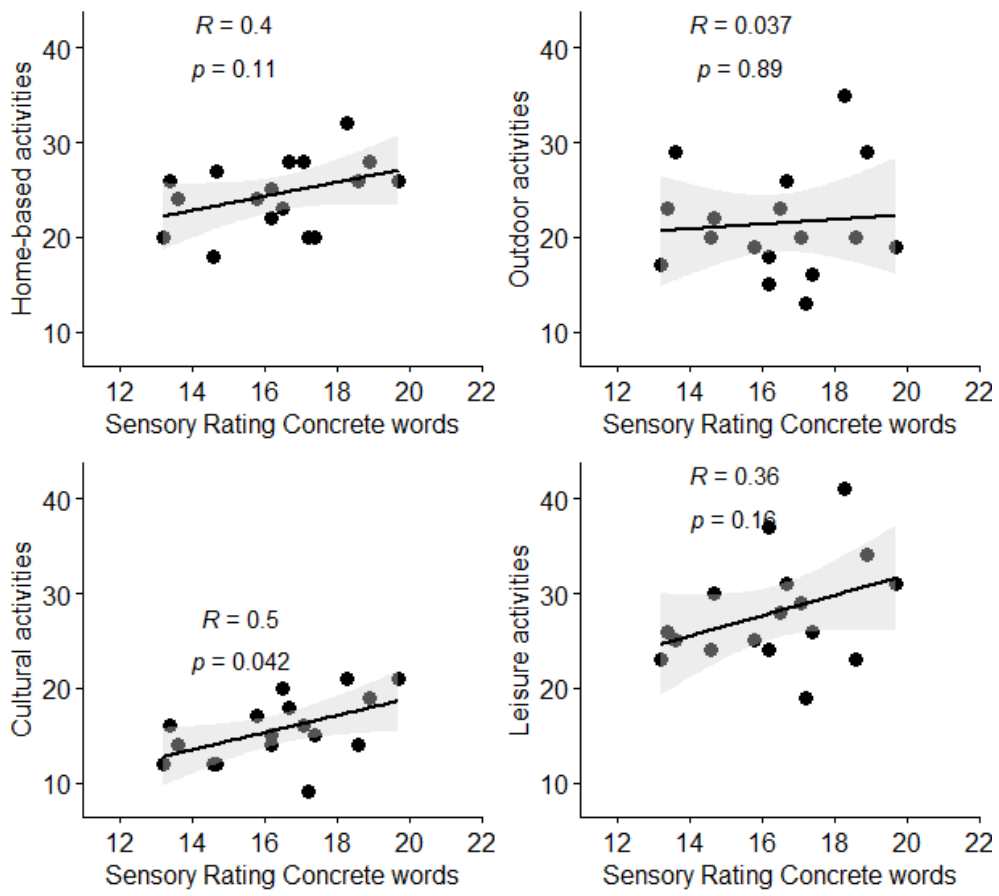 R = 0.4
p = 0.11
40
30
20
10
Home-based activities
12 14 16 18 20 22
Sensory Rating Concrete words
R = 0.037
p = 0.89
40
30
20
10
Outdoor activities
12 14 16 18 20 22
Sensory Rating Concrete words
R = 0.5
p = 0.042
40
30
20
10
Cultural activities
12 14 16 18 20 22
Sensory Rating Concrete words
R = 0.36
p = 0.16
40
30
20
10
Leisure activities
12 14 16 18 20 22
Sensory Rating Concrete words